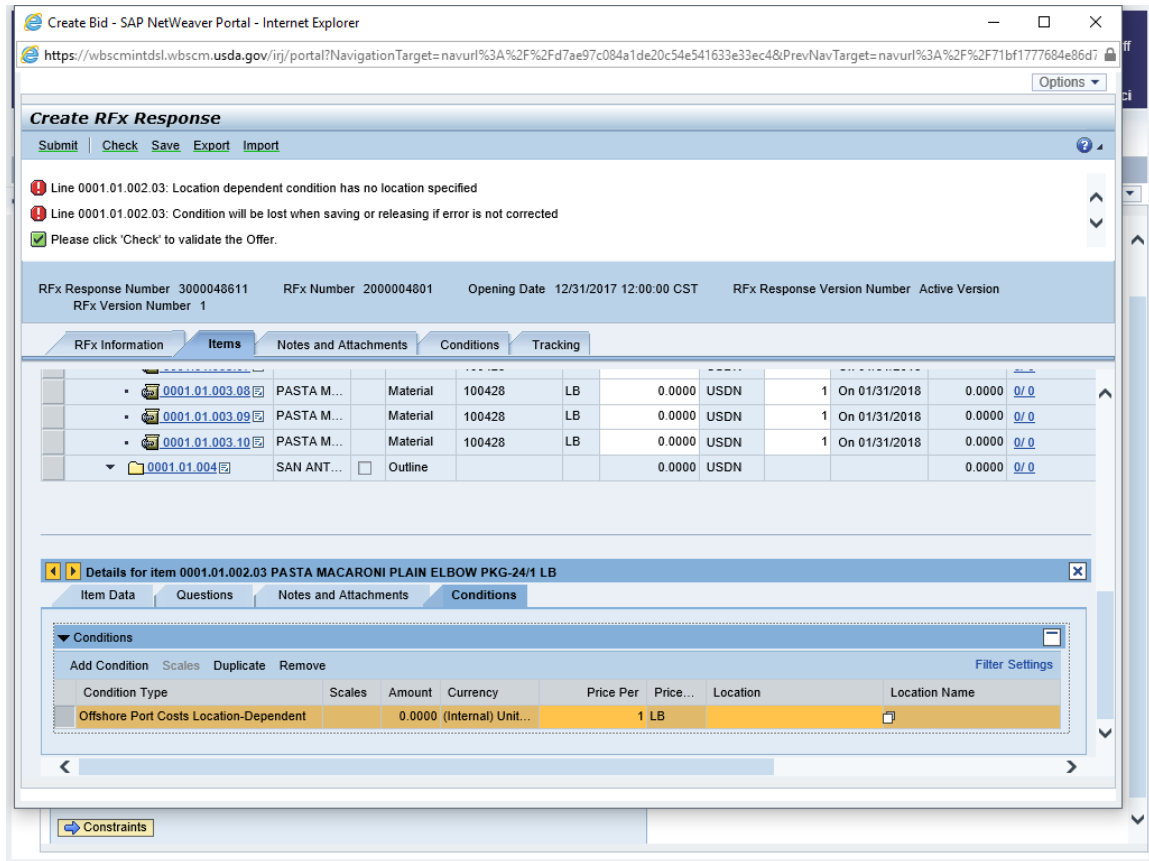 Create Bid - SAP NetWeaver Portal - Internet Explorer
https://wbscmintdsl.wbscm.usda.gov/irj/portal?NavigationTarget=navurl%3A%2F%2Fd7ae97c084a1de20c54e541633e33ec4&PrevNavTarget=navurl%3A%2F%2F71bf1777684e86d7
ff
Options
ci
Create RFx Response
Submit Check Save Export Import
Line 0001.01.002.03: Location dependent condition has no location specified
Line 0001.01.002.03: Condition will be lost when saving or releasing if error is not corrected
Please click 'Check' to validate the Offer.
RFx Response Number 3000048611 RFx Number 2000004801 Opening Date 12/31/2017 12:00:00 CST RFx Response Version Number Active Version
RFx Version Number 1
RFx Information Items Notes and Attachments Conditions Tracking
0001.01.003.08 PASTA M... Material 100428 LB 0.0000 USDN 1 On 01/31/2018 0.0000 0/ 0
0001.01.003.09 PASTA M... Material 100428 LB 0.0000 USDN 1 On 01/31/2018 0.0000 0/ 0
0001.01.003.10 PASTA M... Material 100428 LB 0.0000 USDN 1 On 01/31/2018 0.0000 0/ 0
0001.01.004 SAN ANT... Outline 0.0000 USDN 0.0000 0/ 0
Details for item 0001.01.002.03 PASTA MACARONI PLAIN ELBOW PKG-24/1 LB
Item Data Questions Notes and Attachments Conditions
Conditions
Add Condition Scales Duplicate Remove Filter Settings
Condition Type Scales Amount Currency Price Per Price... Location Location Name
Offshore Port Costs Location-Dependent 0.0000 (Internal) Unit... 1 LB
Constraints